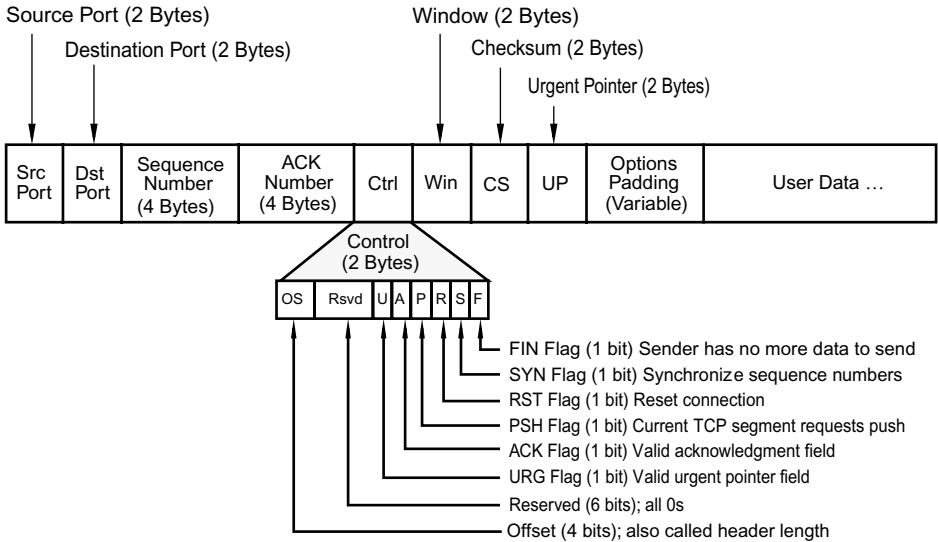 Source Port (2 Bytes)
Window (2 Bytes)
Destination Port (2 Bytes)
Checksum (2 Bytes)
Urgent Pointer (2 Bytes)
Src
Port
Dst
Port
Sequence
Number
(4 Bytes)
ACK
Number
(4 Bytes)
Ctrl
Win
CS
UP
Options
Padding
(Variable)
User Data …
Control
(2 Bytes)
OS
Rsvd
U
A
P
R
S
F
FIN Flag (1 bit) Sender has no more data to send
SYN Flag (1 bit) Synchronize sequence numbers
RST Flag (1 bit) Reset connection
PSH Flag (1 bit) Current TCP segment requests push
ACK Flag (1 bit) Valid acknowledgment field
URG Flag (1 bit) Valid urgent pointer field
Reserved (6 bits); all 0s
Offset (4 bits); also called header length